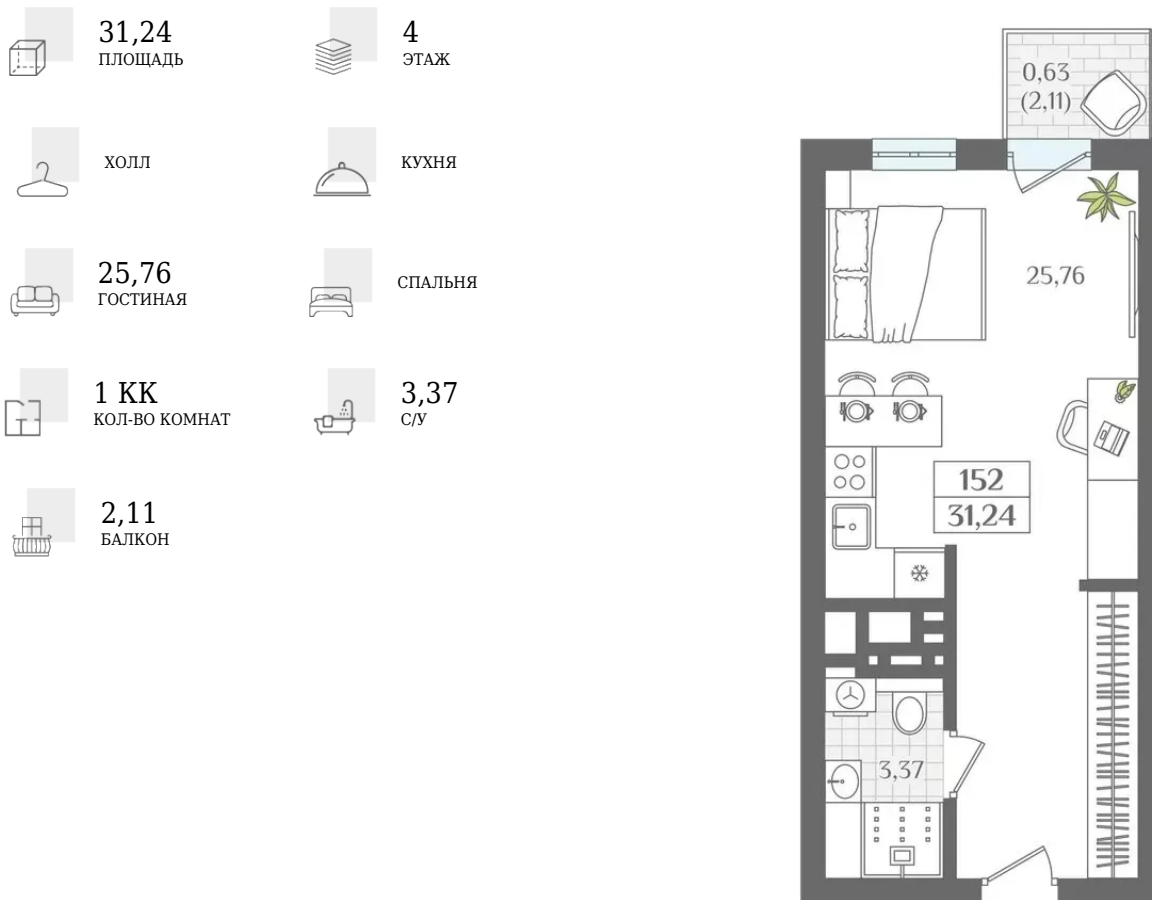 31,24
ПЛОЩАДЬ
4
ЭТАЖ
ХОЛЛ
КУХНЯ
25,76
ГОСТИНАЯ
СПАЛЬНЯ
1 КК
КОЛ-ВО КОМНАТ
3,37
С/У
2,11
БАЛКОН
0,63
(2,11)
25,76
152
31,24
3,37